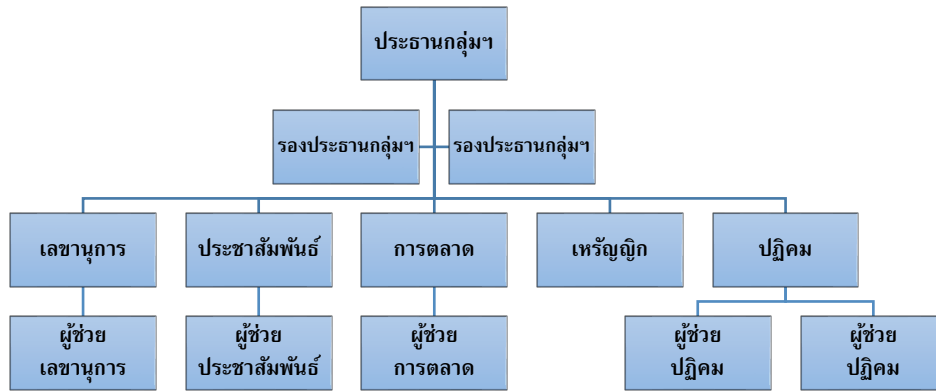 ประธานกลุ่มฯ
รองประธานกลุ่มฯ
รองประธานกลุ่มฯ
เลขานุการ
ประชาสัมพันธ์
การตลาด
เหรัญญิก
ปฏิคม
ผู้ช่วย
เลขานุการ
ผู้ช่วย
ประชาสัมพันธ์
ผู้ช่วย
การตลาด
ผู้ช่วย
ปฏิคม
ผู้ช่วย
ปฏิคม